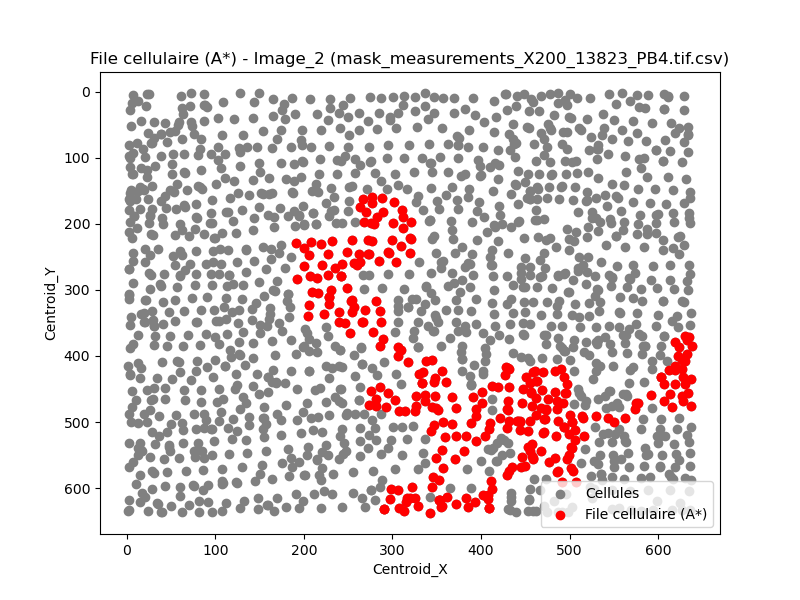 File cellulaire (A*) - Image_2 (mask_measurements_X200_13823_PB4.tif.csv)
Centroid_Y
0
100
200
300
400
500
600
0 100 200 300 400 500 600
Centroid_X
Cellules
File cellulaire (A*)